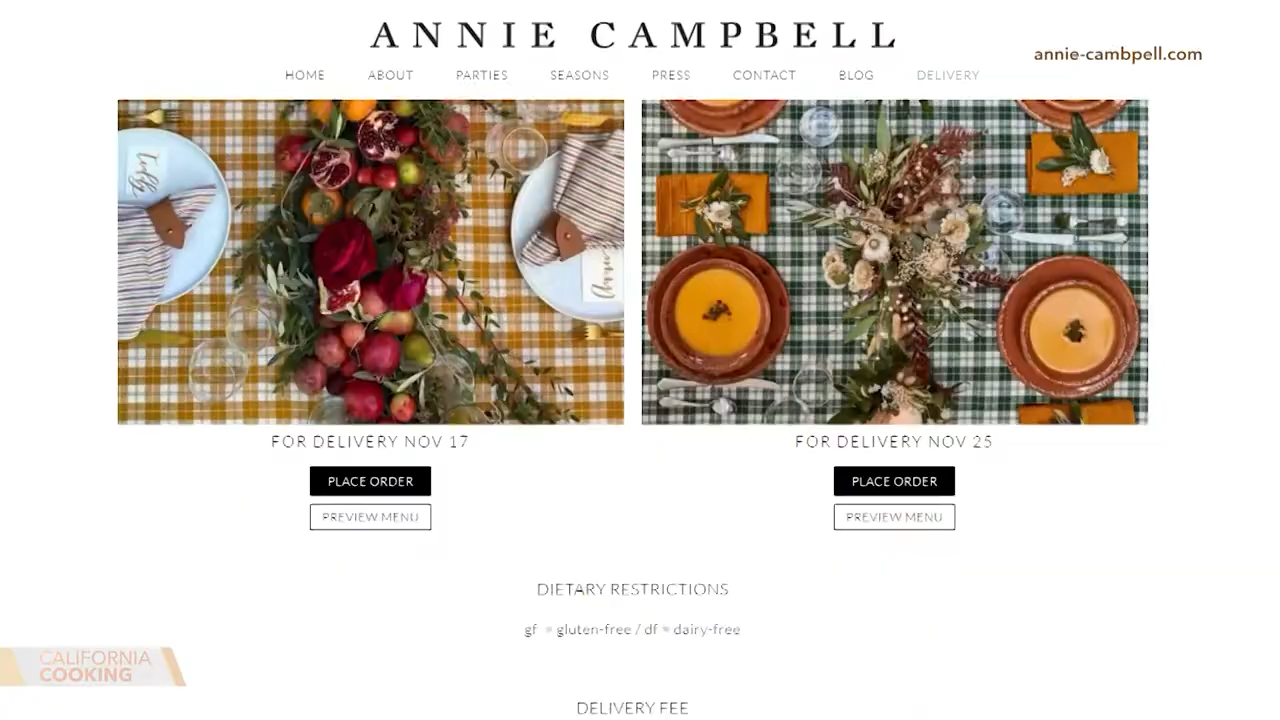 ANNIE CAMPBELL
annie-cambpell.com
HOME ABOUT PARTIES SEASONS PRESS CONTACT BLOG DELIVERY
Annie
FOR DELIVERY NOV 17
FOR DELIVERY NOV 25
PLACE ORDER
PLACE ORDER
PREVIEW MENU
PREVIEW MENU
DIETARY RESTRICTIONS
gf = gluten-free / df = dairy-free
CALIFORNIA
COOKING
DELIVERY FEE